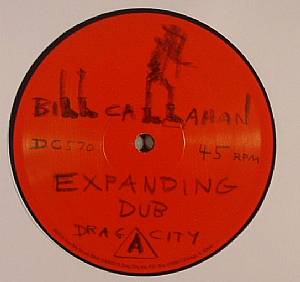 BILL CALLAHAN
DC570 45 RPM
EXPANDING
DUB
DRAG A CITY